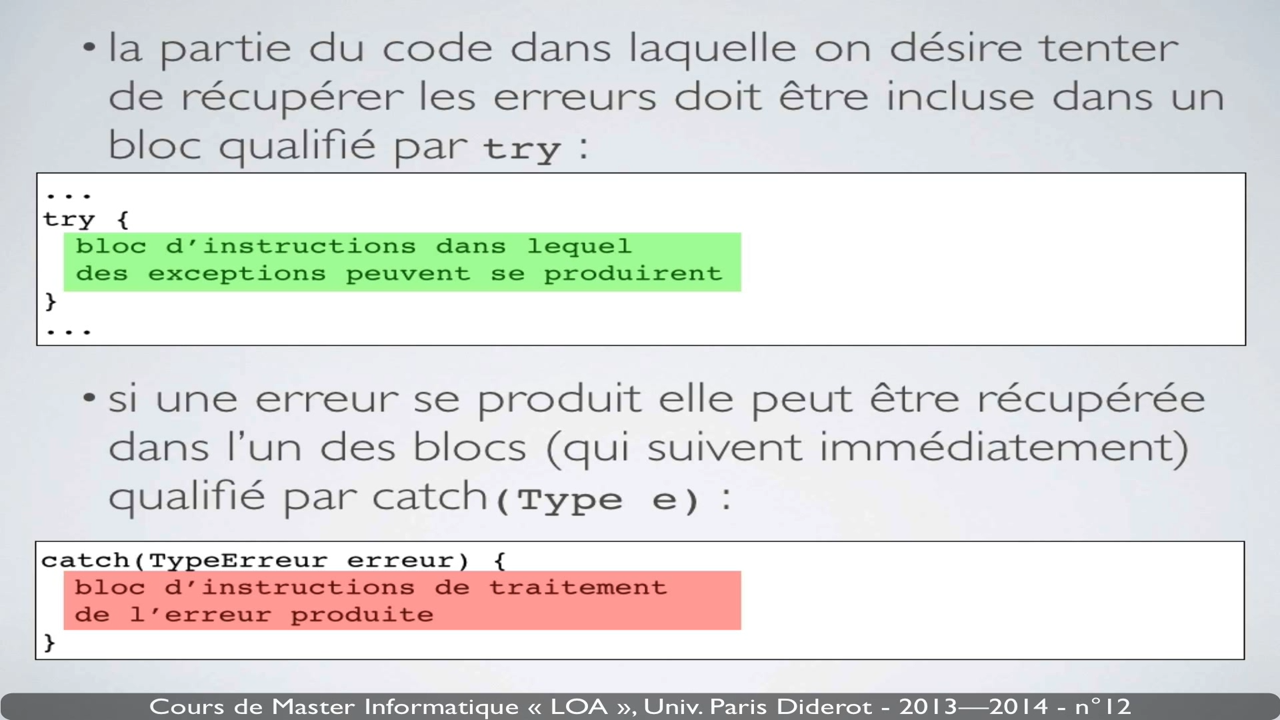 • la partie du code dans laquelle on désire tenter
de récupérer les erreurs doit être incluse dans un
bloc qualifié par try :
...
try {
bloc d’instructions dans lequel
des exceptions peuvent se produirent
}
...
• si une erreur se produit elle peut être récupérée
dans l’un des blocs (qui suivent immédiatement)
qualifié par catch(Type e) :
catch(TypeErreur erreur) {
bloc d’instructions de traitement
de l’erreur produite
}
Cours de Master Informatique « LOA », Univ. Paris Diderot - 2013—2014 - n°12